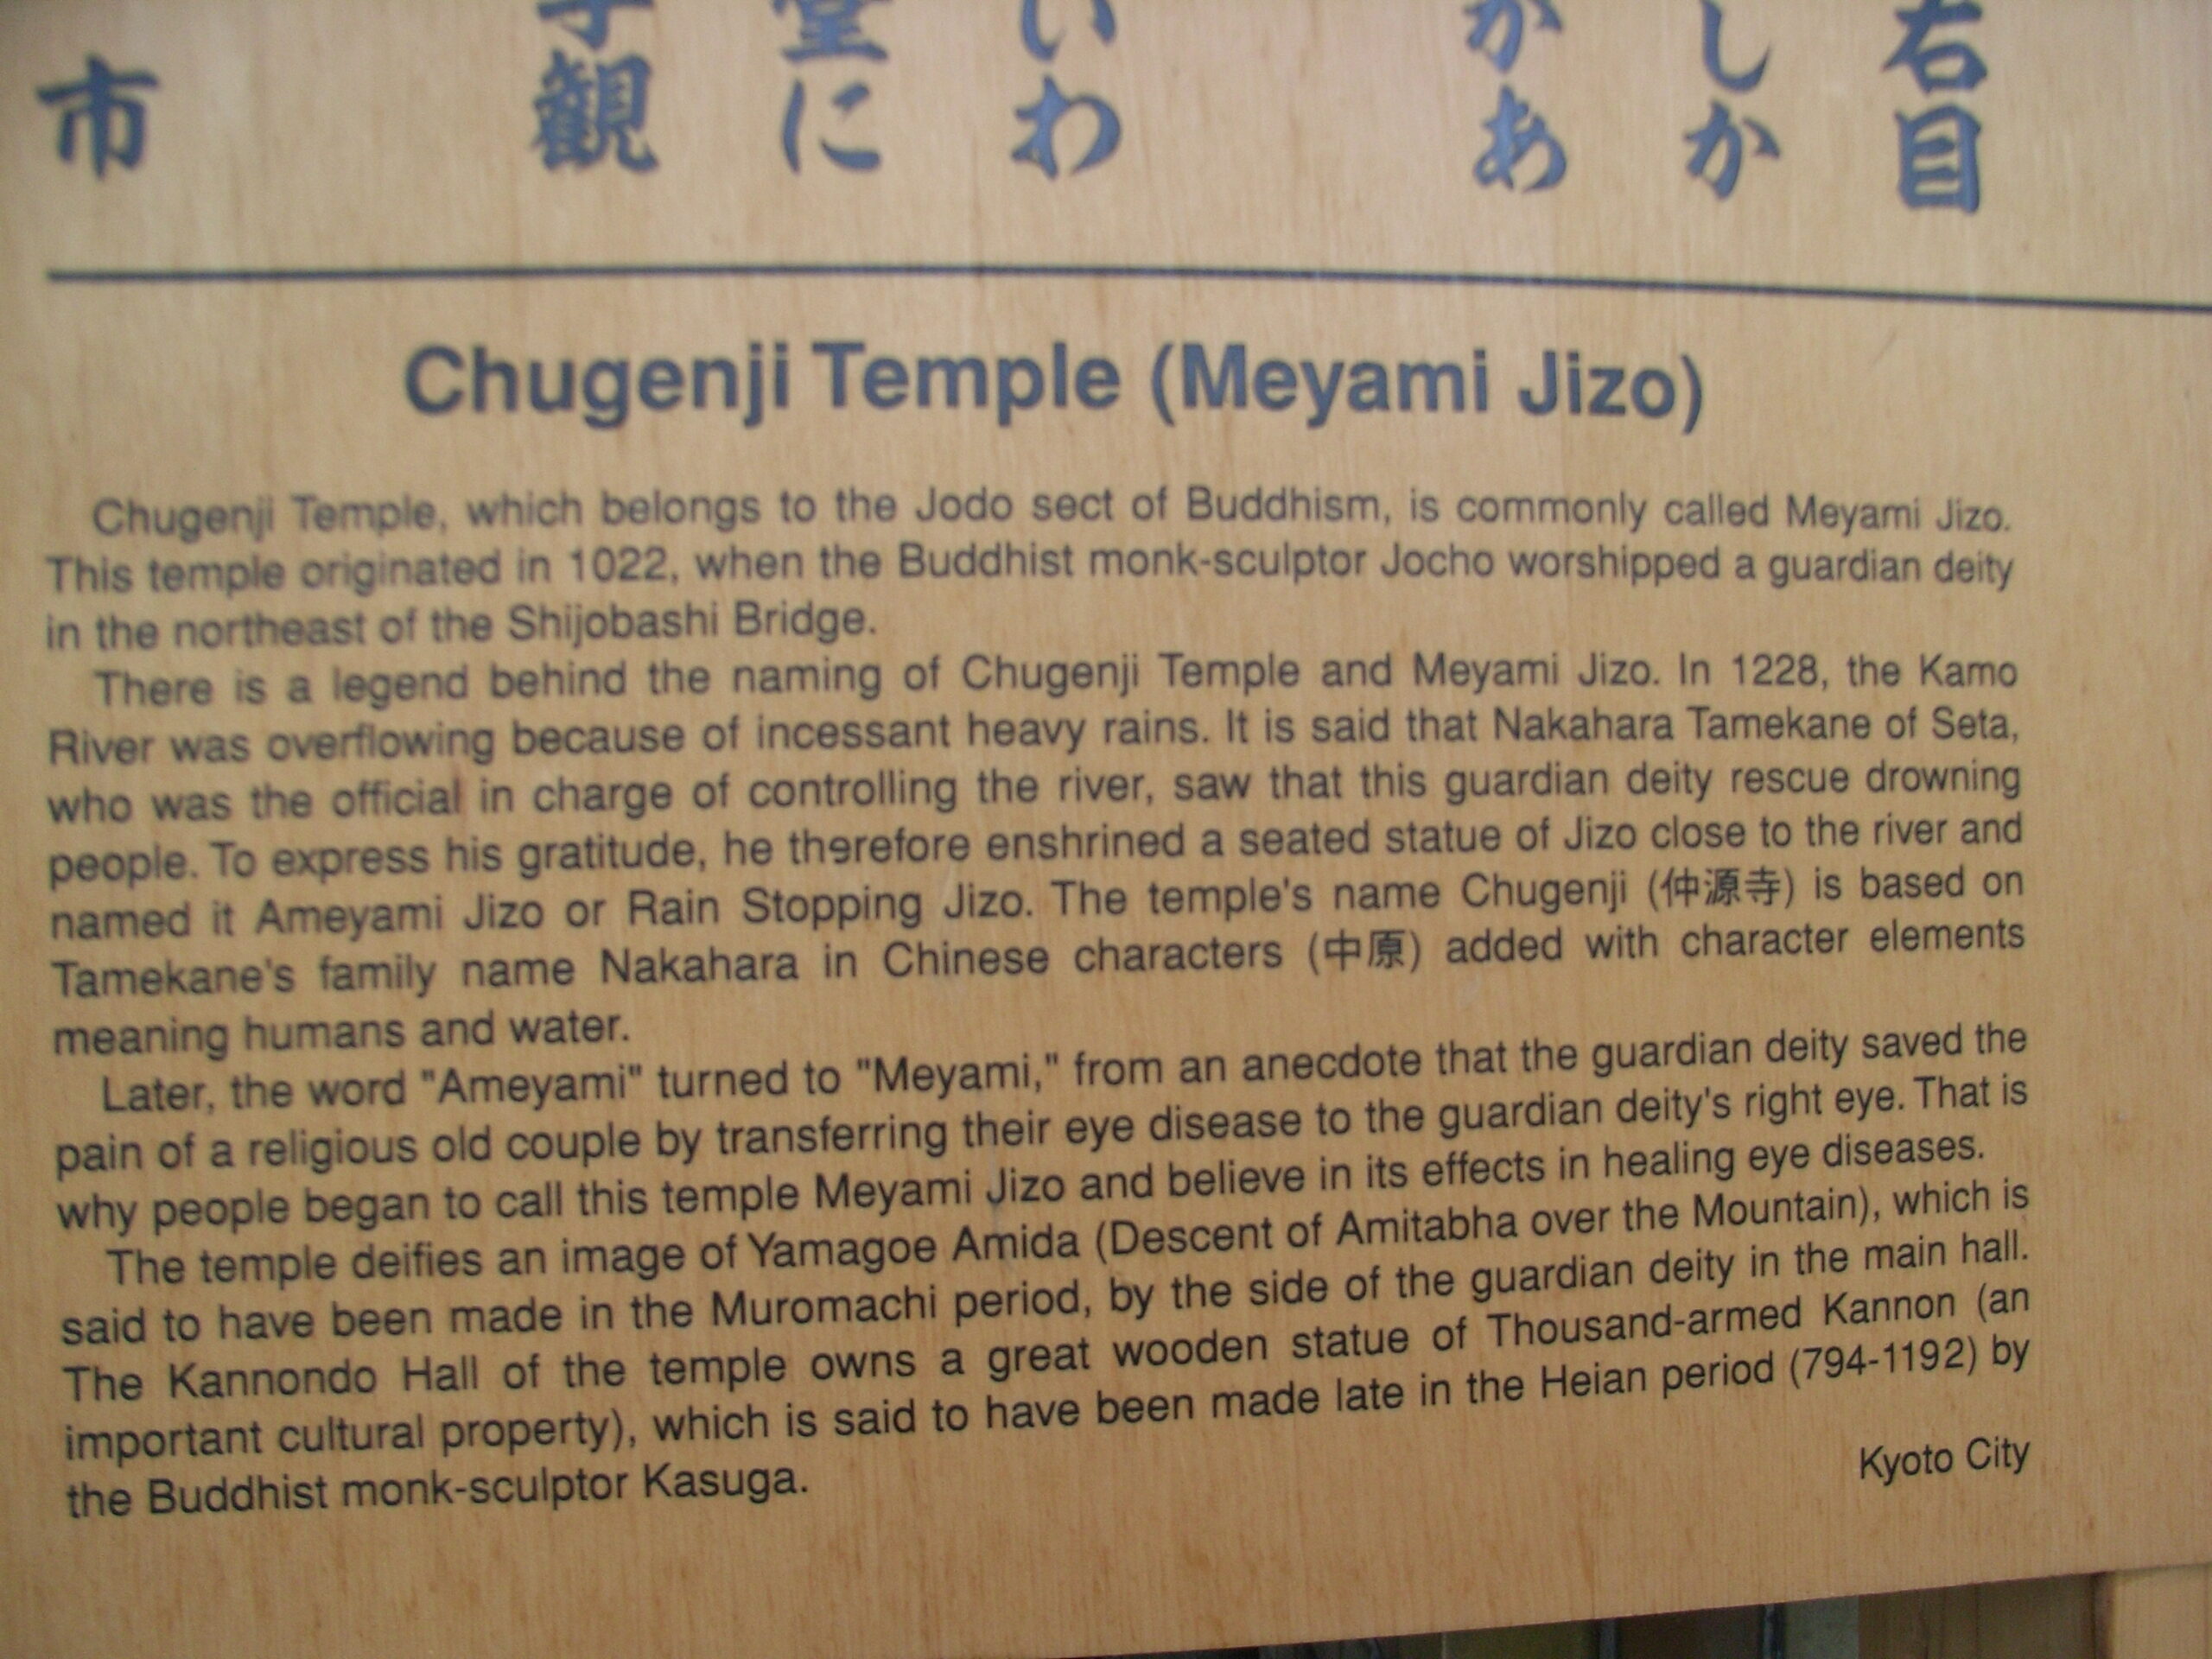 右目
しか
があ
いわ
堂に
観
市
Chugenji Temple (Meyami Jizo)
Chugenji Temple, which belongs to the Jodo sect of Buddhism, is commonly called Meyami Jizo.
This temple originated in 1022, when the Buddhist monk-sculptor Jocho worshipped a guardian deity
in the northeast of the Shijobashi Bridge.
There is a legend behind the naming of Chugenji Temple and Meyami Jizo. In 1228, the Kamo
River was overflowing because of incessant heavy rains. It is said that Nakahara Tamekane of Seta,
who was the official in charge of controlling the river, saw that this guardian deity rescue drowning
people. To express his gratitude, he therefore enshrined a seated statue of Jizo close to the river and
named it Ameyami Jizo or Rain Stopping Jizo. The temple's name Chugenji (仲源寺) is based on
Tamekane's family name Nakahara in Chinese characters (中原) added with character elements
meaning humans and water.
Later, the word "Ameyami" turned to "Meyami," from an anecdote that the guardian deity saved the
pain of a religious old couple by transferring their eye disease to the guardian deity's right eye. That is
why people began to call this temple Meyami Jizo and believe in its effects in healing eye diseases.
The temple deifies an image of Yamagoe Amida (Descent of Amitabha over the Mountain), which is
said to have been made in the Muromachi period, by the side of the guardian deity in the main hall.
The Kannondo Hall of the temple owns a great wooden statue of Thousand-armed Kannon (an
important cultural property), which is said to have been made late in the Heian period (794-1192) by
the Buddhist monk-sculptor Kasuga.
Kyoto City